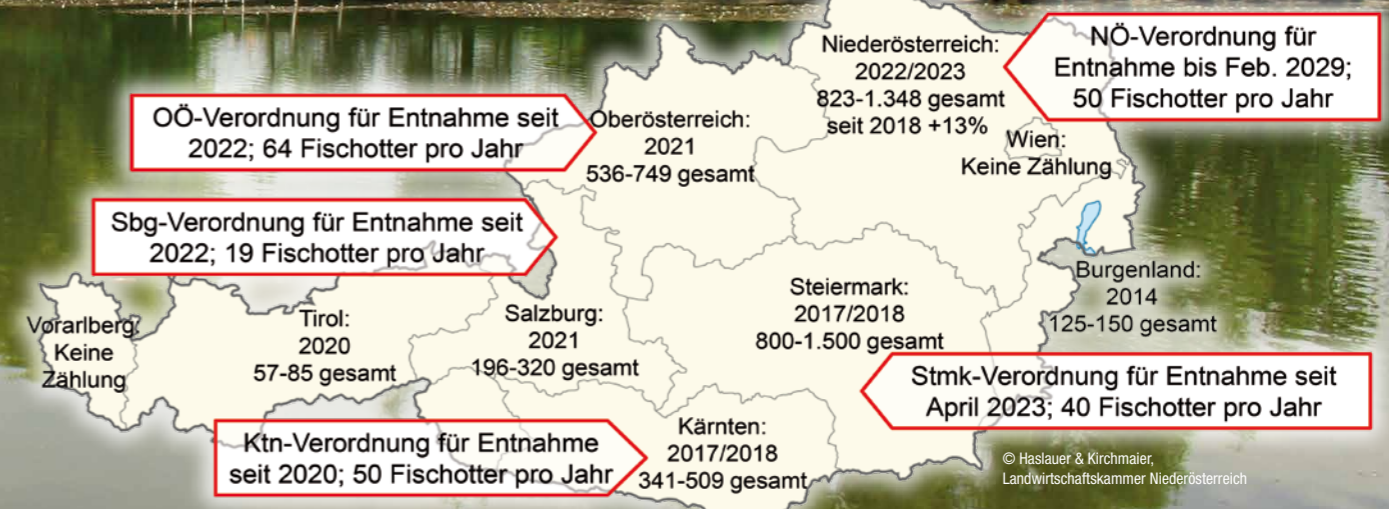 Niederösterreich:
2022/2023
823-1.348 gesamt
seit 2018 +13%
NÖ-Verordnung für
Entnahme bis Feb. 2029;
50 Fischotter pro Jahr
OÖ-Verordnung für Entnahme seit
2022; 64 Fischotter pro Jahr
Oberösterreich:
2021
536-749 gesamt
Wien:
Keine Zählung
Sbg-Verordnung für Entnahme seit
2022; 19 Fischotter pro Jahr
Vorarlberg:
Keine
Zählung
Tirol:
2020
57-85 gesamt
Salzburg:
2021
196-320 gesamt
Steiermark:
2017/2018
800-1.500 gesamt
Burgenland:
2014
125-150 gesamt
Stmk-Verordnung für Entnahme seit
April 2023; 40 Fischotter pro Jahr
Ktn-Verordnung für Entnahme
seit 2020; 50 Fischotter pro Jahr
Kärnten:
2017/2018
341-509 gesamt
© Haslauer & Kirchmaier,
Landwirtschaftskammer Niederösterreich